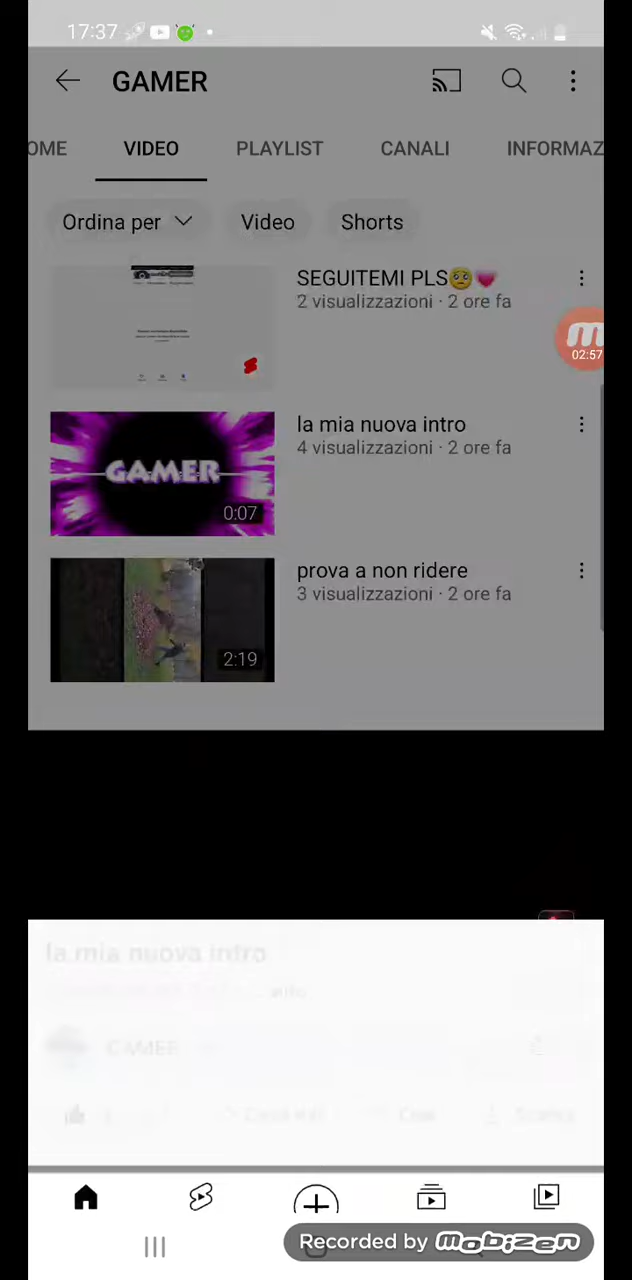 17:37
GAMER
OME VIDEO PLAYLIST CANALI INFORMAZ
Ordina per Video Shorts
SEGUITEMI PLS🥺💗
2 visualizzazioni · 2 ore fa
02:57
la mia nuova intro
4 visualizzazioni · 2 ore fa
GAMER
0:07
prova a non ridere
3 visualizzazioni · 2 ore fa
2:19
la mia nuova intro
GAMER
Recorded by mobizen